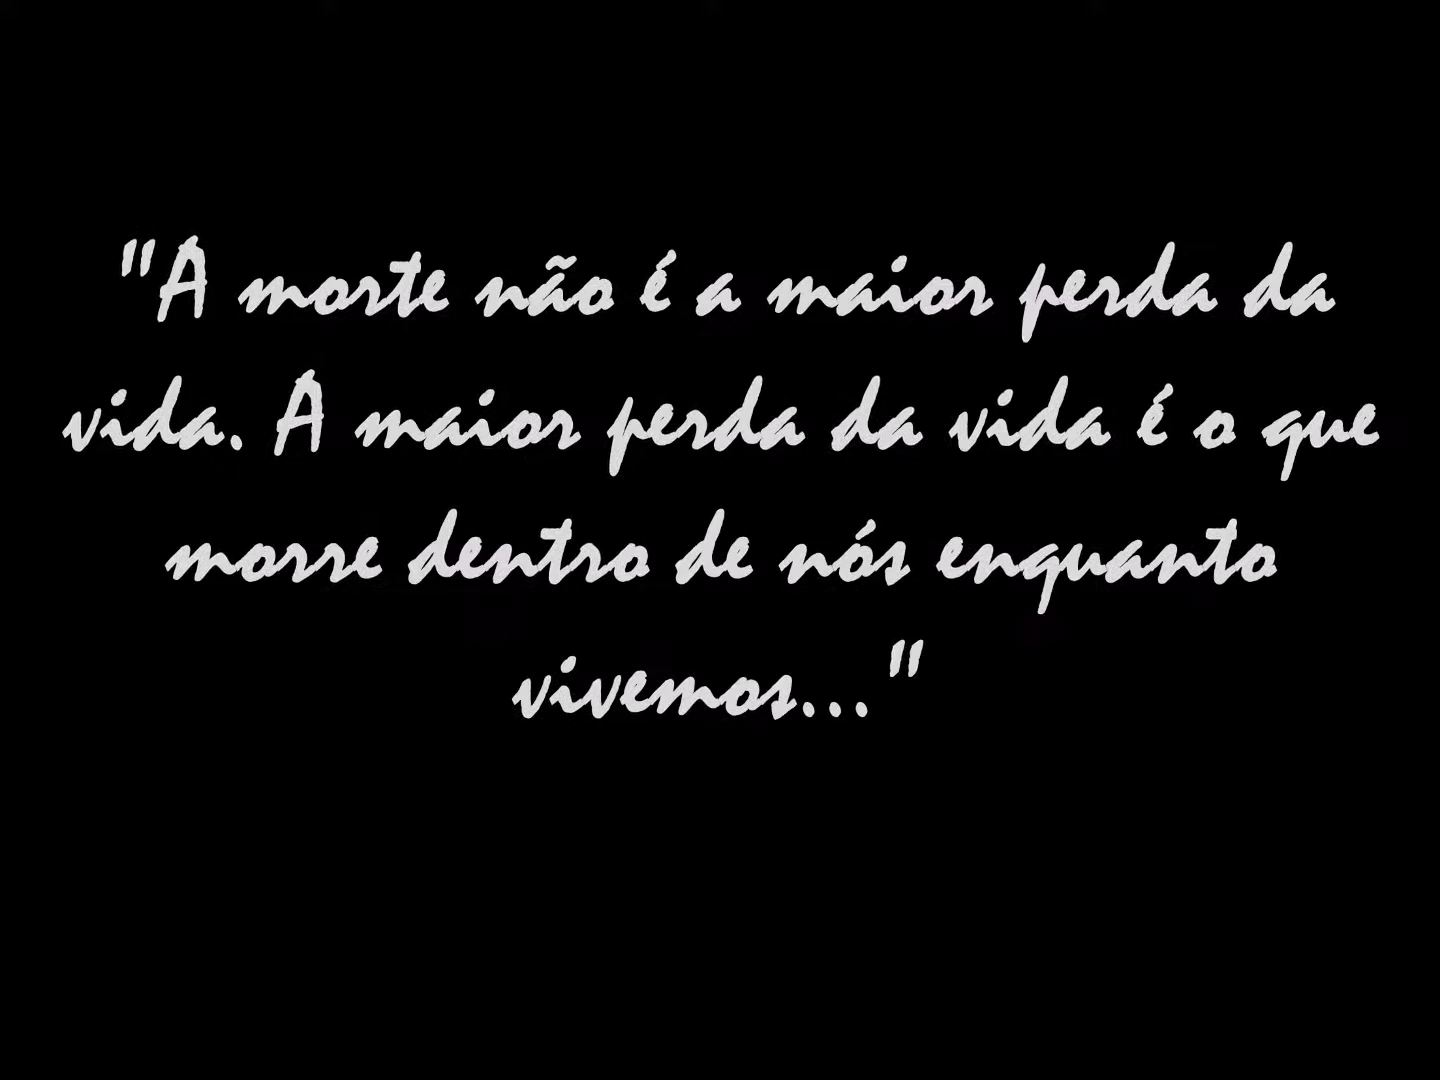 "A morte não é a maior perda da
vida. A maior perda da vida é o que
morre dentro de nós enquanto
vivemos..."